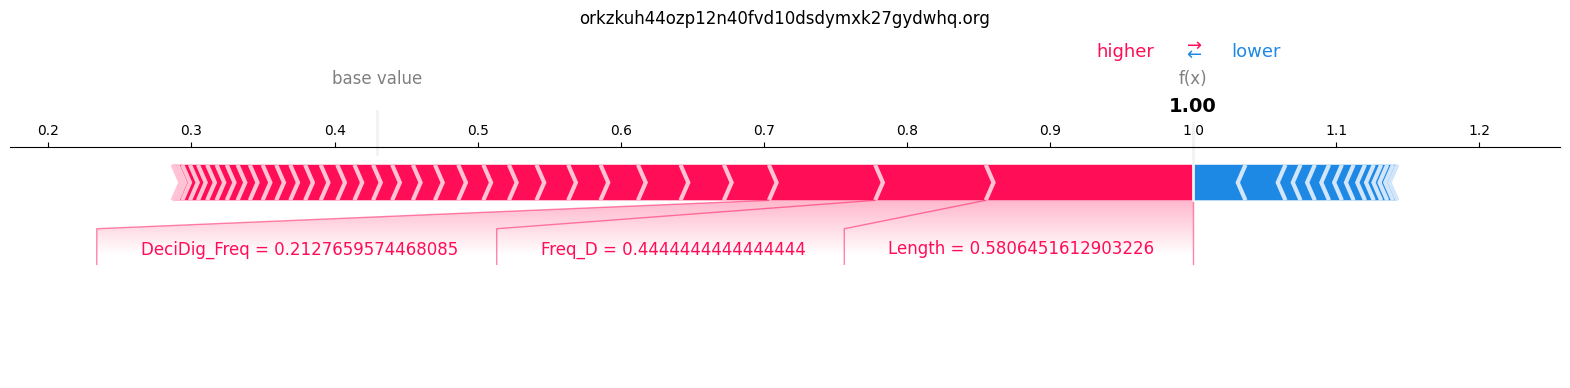 orkzkuh44ozp12n40fvd10dsdymxk27gydwhq.org
higher → ← lower
base value f(x)
1.00
0.2 0.3 0.4 0.5 0.6 0.7 0.8 0.9 1.0 1.1 1.2
DeciDig_Freq = 0.2127659574468085 Freq_D = 0.4444444444444444 Length = 0.5806451612903226